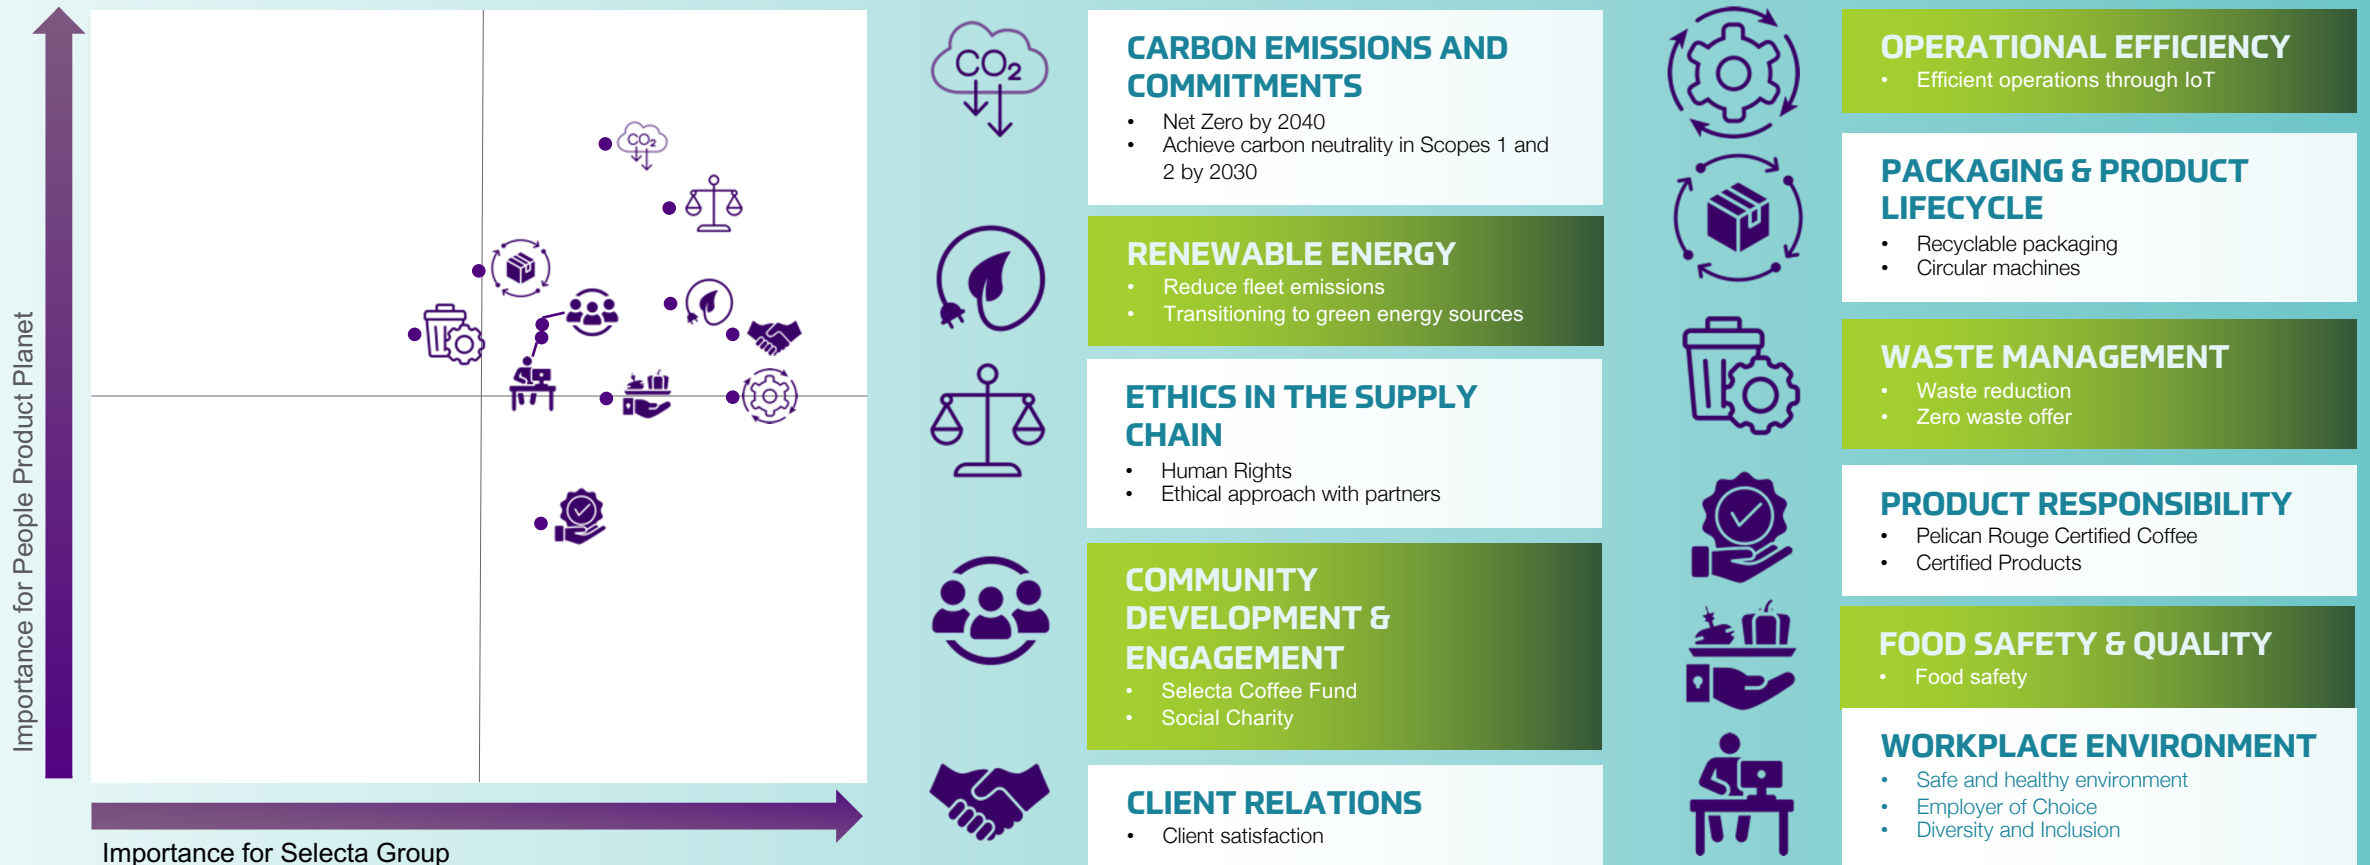 Importance for People Product Planet
Importance for Selecta Group
CO2
CO2
CARBON EMISSIONS AND
COMMITMENTS
• Net Zero by 2040
• Achieve carbon neutrality in Scopes 1 and
2 by 2030
RENEWABLE ENERGY
• Reduce fleet emissions
• Transitioning to green energy sources
ETHICS IN THE SUPPLY
CHAIN
• Human Rights
• Ethical approach with partners
COMMUNITY
DEVELOPMENT &
ENGAGEMENT
• Selecta Coffee Fund
• Social Charity
CLIENT RELATIONS
• Client satisfaction
OPERATIONAL EFFICIENCY
• Efficient operations through IoT
PACKAGING & PRODUCT
LIFECYCLE
• Recyclable packaging
• Circular machines
WASTE MANAGEMENT
• Waste reduction
• Zero waste offer
PRODUCT RESPONSIBILITY
• Pelican Rouge Certified Coffee
• Certified Products
FOOD SAFETY & QUALITY
• Food safety
WORKPLACE ENVIRONMENT
• Safe and healthy environment
• Employer of Choice
• Diversity and Inclusion